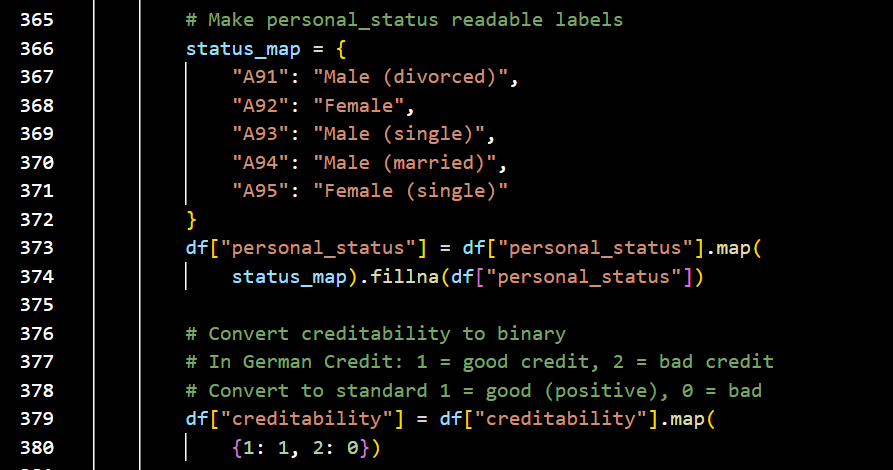 365 # Make personal_status readable labels
366 status_map = {
367 "A91": "Male (divorced)",
368 "A92": "Female",
369 "A93": "Male (single)",
370 "A94": "Male (married)",
371 "A95": "Female (single)"
372 }
373 df["personal_status"] = df["personal_status"].map(
374 status_map).fillna(df["personal_status"])
375
376 # Convert creditability to binary
377 # In German Credit: 1 = good credit, 2 = bad credit
378 # Convert to standard 1 = good (positive), 0 = bad
379 df["creditability"] = df["creditability"].map(
380 {1: 1, 2: 0})